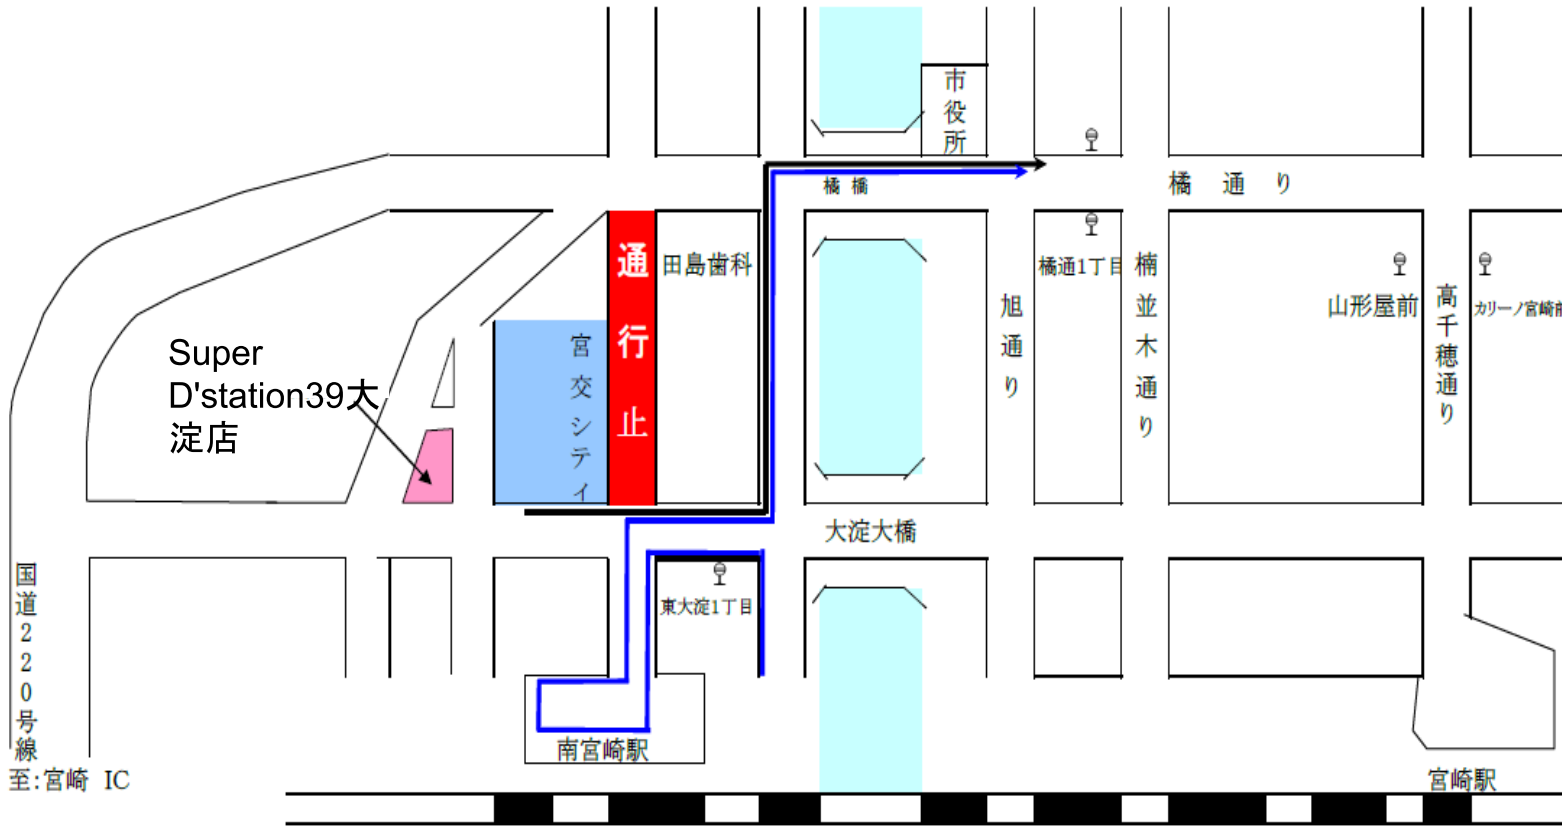 市役所
橘 橋
橘 通 り
通行止
田島歯科
橘通1丁目
楠並木通り
旭通り
山形屋前
高千穂通り
カリーノ宮崎前
宮交シティ
Super
D'station39大
淀店
大淀大橋
東大淀1丁目
国道220号線
南宮崎駅
至:宮崎 IC
宮崎駅